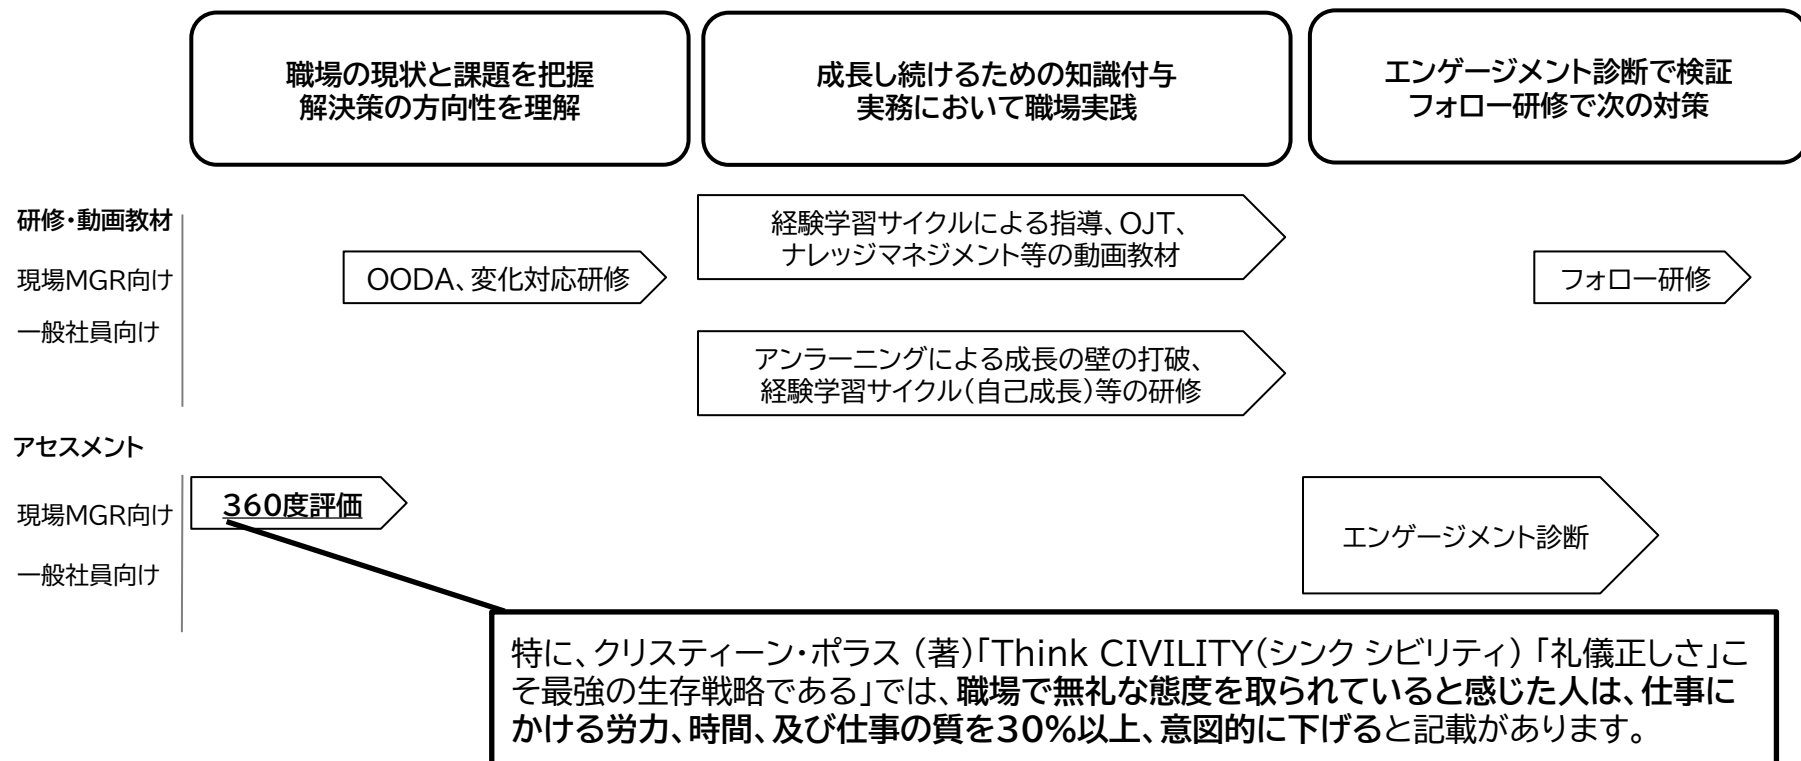 職場の現状と課題を把握
解決策の方向性を理解
成長し続けるための知識付与
実務において職場実践
エンゲージメント診断で検証
フォロー研修で次の対策
研修・動画教材
現場MGR向け
一般社員向け
OODA、変化対応研修
経験学習サイクルによる指導、OJT、
ナレッジマネジメント等の動画教材
フォロー研修
アンラーニングによる成長の壁の打破、
経験学習サイクル(自己成長)等の研修
アセスメント
現場MGR向け
一般社員向け
360度評価
エンゲージメント診断
特に、クリスティーン・ポラス (著)「Think CIVILITY(シンク シビリティ) 「礼儀正しさ」こ
そ最強の生存戦略である」では、職場で無礼な態度を取られていると感じた人は、仕事に
かける労力、時間、及び仕事の質を30%以上、意図的に下げると記載があります。